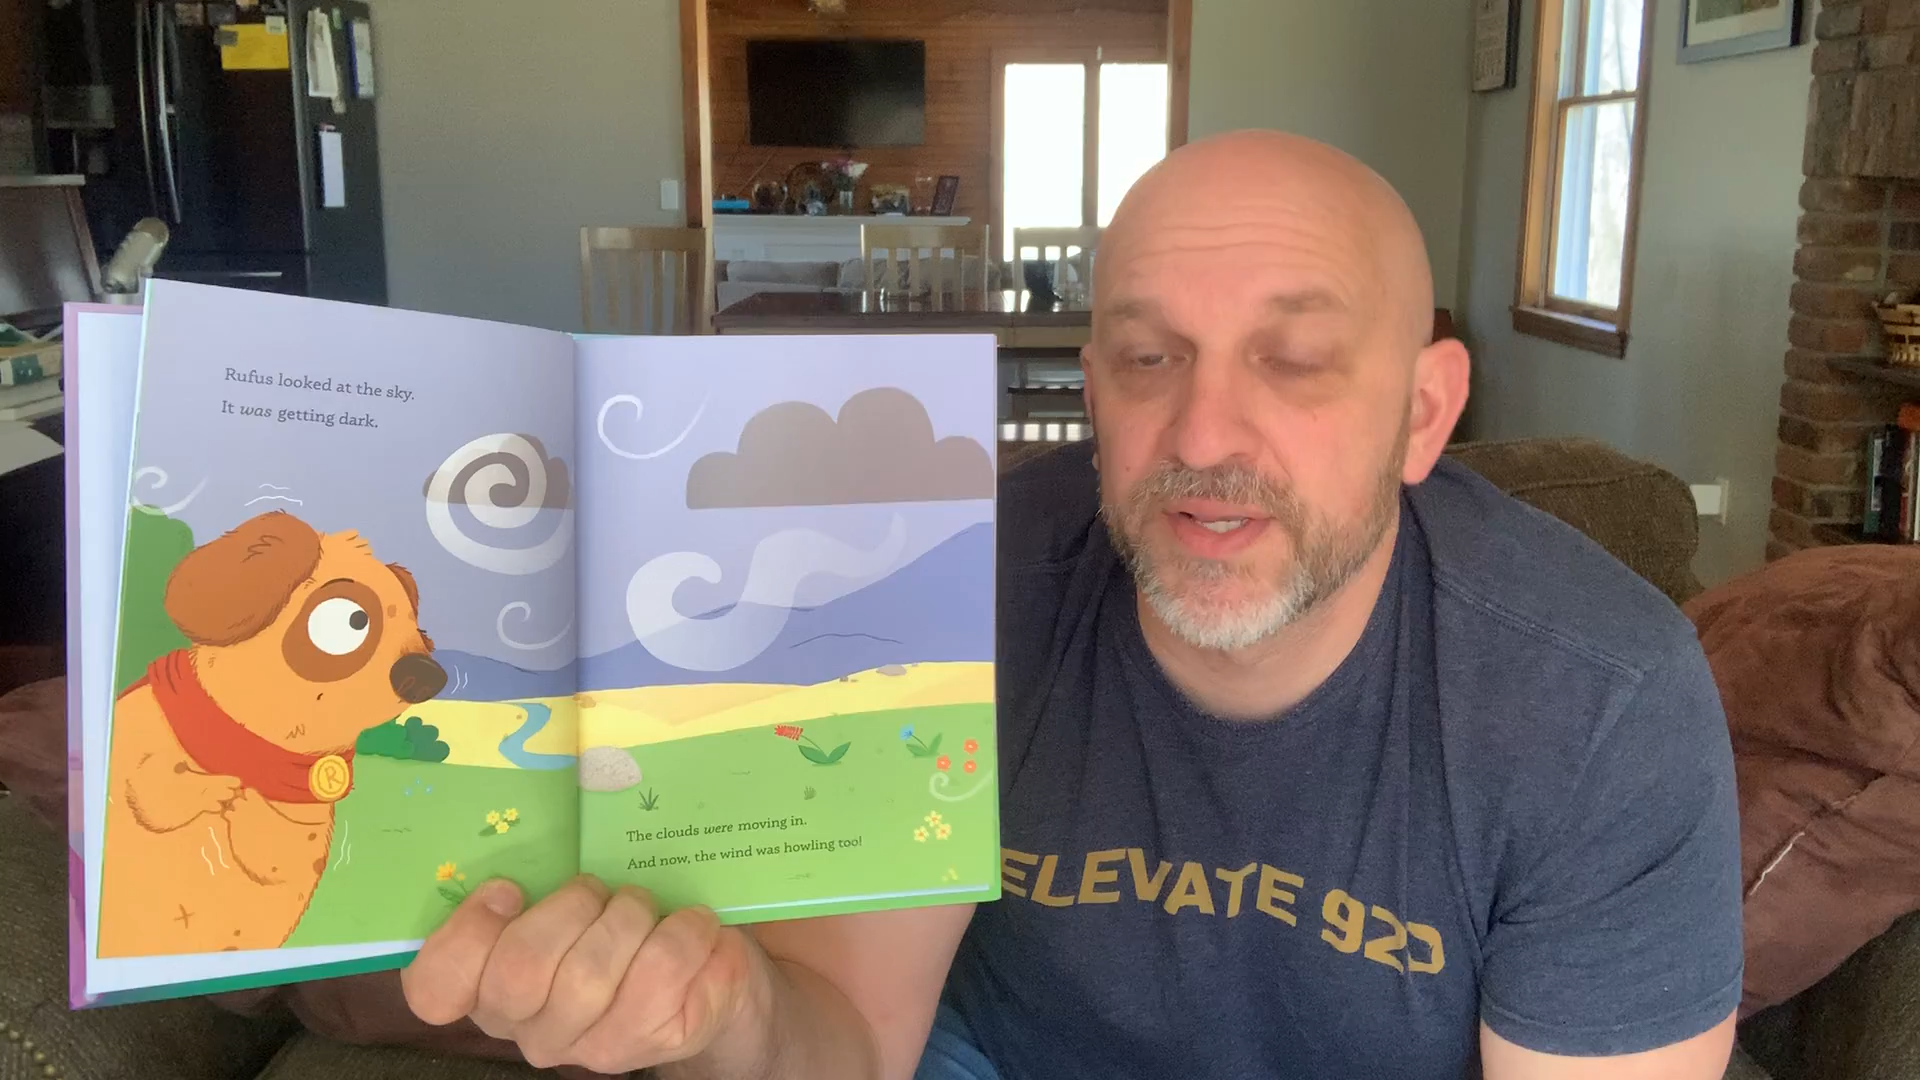 Rufus looked at the sky.
It was getting dark.
R
The clouds were moving in.
And now, the wind was howling too!
ELEVATE 920